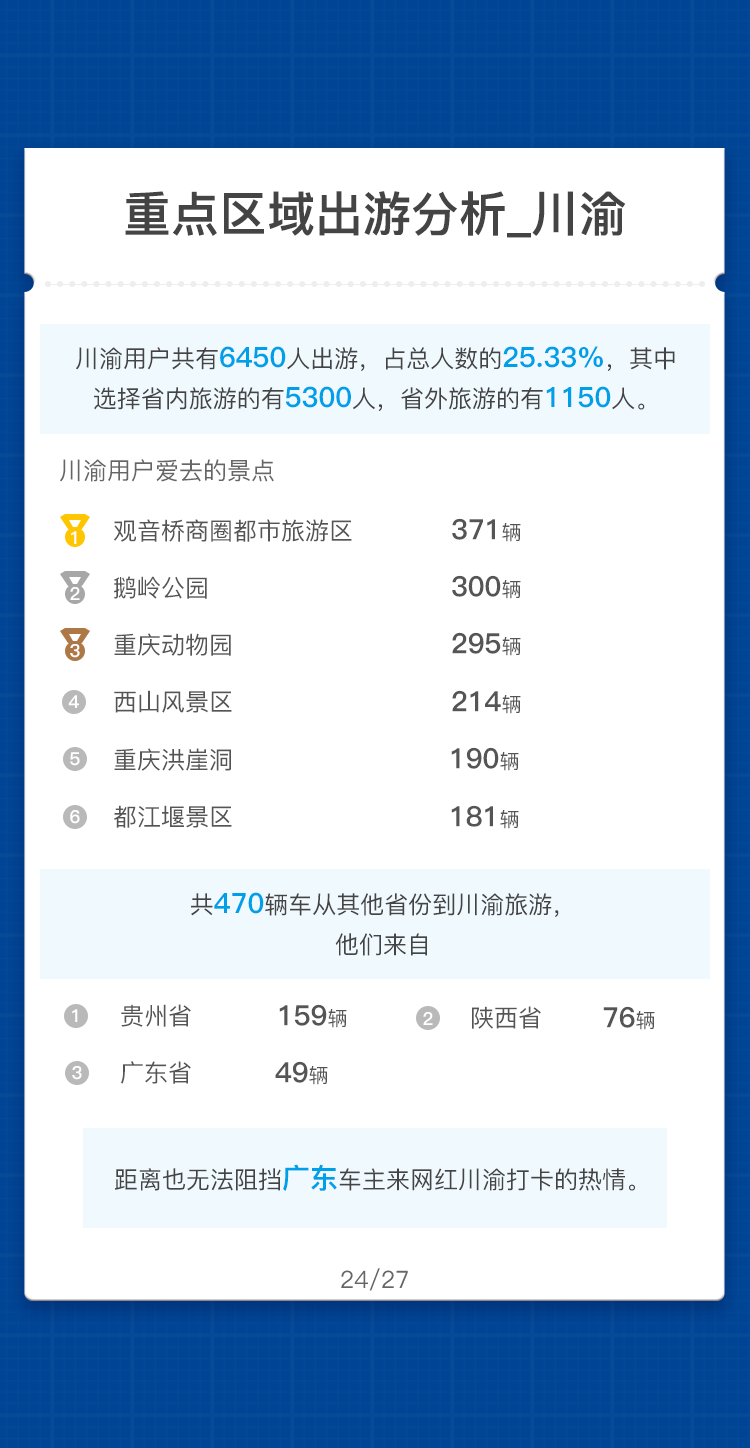 重点区域出游分析_川渝
川渝用户共有6450人出游，占总人数的25.33%，其中
选择省内旅游的有5300人，省外旅游的有1150人。
川渝用户爱去的景点
1 观音桥商圈都市旅游区 371辆
2 鹅岭公园 300辆
3 重庆动物园 295辆
4 西山风景区 214辆
5 重庆洪崖洞 190辆
6 都江堰景区 181辆
共470辆车从其他省份到川渝旅游，
他们来自
1 贵州省 159辆 2 陕西省 76辆
3 广东省 49辆
距离也无法阻挡广东车主来网红川渝打卡的热情。
24/27